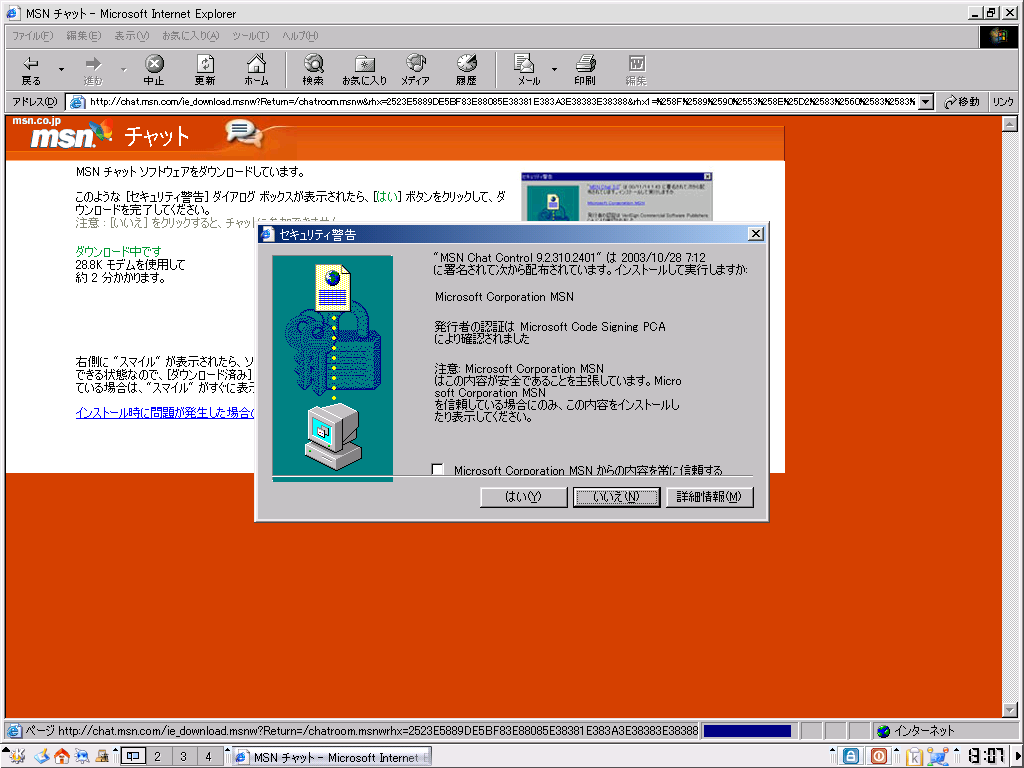 MSN チャット - Microsoft Internet Explorer
ファイル(F) 編集(E) 表示(V) お気に入り(A) ツール(T) ヘルプ(H)
戻る 進む 中止 更新 ホーム 検索 お気に入り メディア 履歴 メール 印刷 編集
アドレス(D) http://chat.msn.com/ie_download.msnw?Return=/chatroom.msnw&rhx=2523E5889DE5BF83E88085E38381E383A3E38383E38388&rhx1=%258F%2589%2590%2553%258E%25D2%2583%2560%2583%2583% 移動 リンク
msn.co.jp
msn. チャット
MSN チャット ソフトウェアをダウンロードしています。
このような [セキュリティ警告] ダイアログ ボックスが表示されたら、[はい] ボタンをクリックして、ダ
ウンロードを完了してください。
注意 : [いいえ] をクリックすると、チャットに参加できません
ダウンロード中です
28.8K モデムを使用して
約 2 分かかります。
右側に "スマイル" が表示されたら、ソ
できる状態なので、[ダウンロード済み]
ている場合は、"スマイル" がすぐに表示
インストール時に問題が発生した場合の
セキュリティ警告
セキュリティ警告
"MSN Chat Control 9.2.310.2401" は 2003/10/28 7:12
に署名されて次から配布されています。インストールして実行しますか:
Microsoft Corporation MSN
発行者の認証は Microsoft Code Signing PCA
により確認されました
注意: Microsoft Corporation MSN
はこの内容が安全であることを主張しています。Micro
soft Corporation MSN
を信頼している場合にのみ、この内容をインストールし
たり表示してください。
Microsoft Corporation MSN からの内容を常に信頼する
はい(Y) いいえ(N) 詳細情報(M)
ページ http://chat.msn.com/ie_download.msnw?Return=/chatroom.msnwrhx=2523E5889DE5BF83E88085E38381E383A3E38383E38388 インターネット
2 3 4 MSN チャット - Microsoft Internet E 13:07